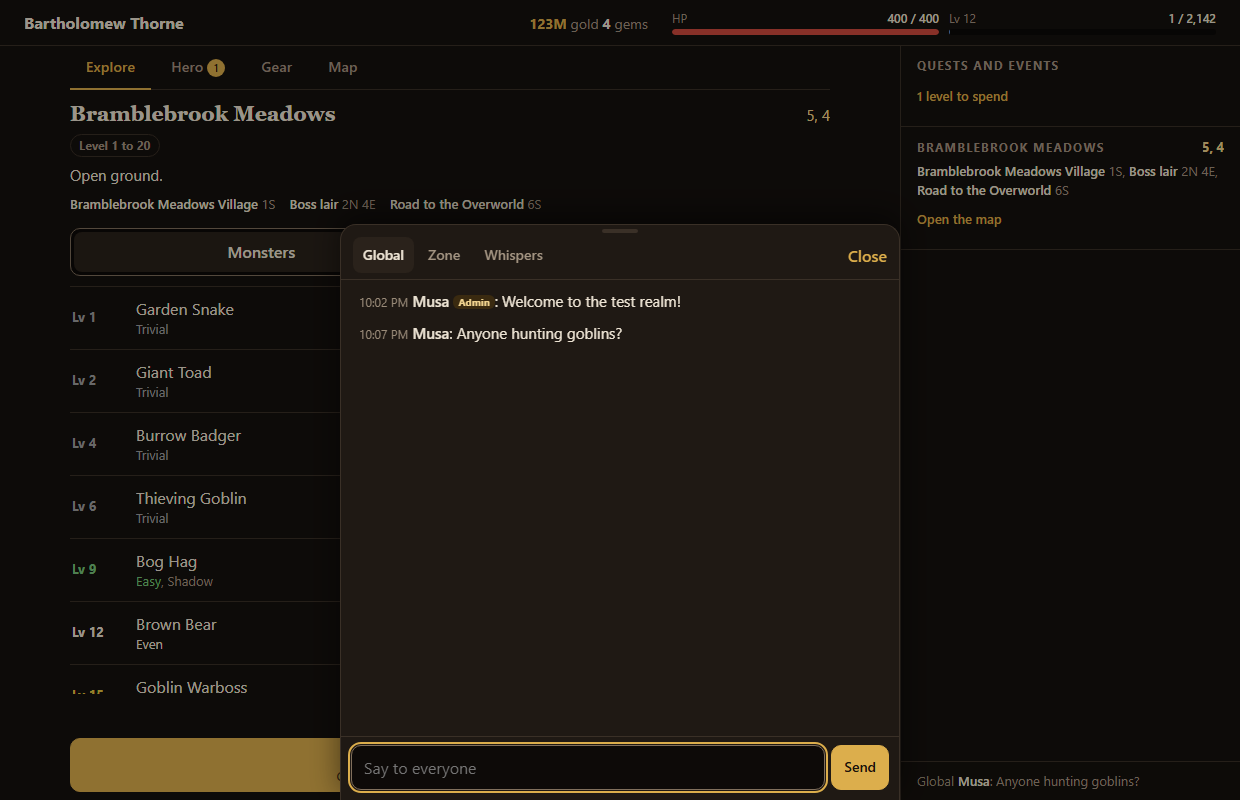 Bartholomew Thorne
123M gold 4 gems
HP 400 / 400
Lv 12 1 / 2,142
Explore
Hero 1
Gear
Map
Bramblebrook Meadows
5, 4
Level 1 to 20
Open ground.
Bramblebrook Meadows Village 1S Boss lair 2N 4E Road to the Overworld 6S
Monsters
Lv 1 Garden Snake
Trivial
Lv 2 Giant Toad
Trivial
Lv 4 Burrow Badger
Trivial
Lv 6 Thieving Goblin
Trivial
Lv 9 Bog Hag
Easy, Shadow
Lv 12 Brown Bear
Even
Goblin Warboss
Global
Zone
Whispers
Close
10:02 PM Musa Admin: Welcome to the test realm!
10:07 PM Musa: Anyone hunting goblins?
Say to everyone
Send
QUESTS AND EVENTS
1 level to spend
BRAMBLEBROOK MEADOWS 5, 4
Bramblebrook Meadows Village 1S, Boss lair 2N 4E,
Road to the Overworld 6S
Open the map
Global Musa: Anyone hunting goblins?